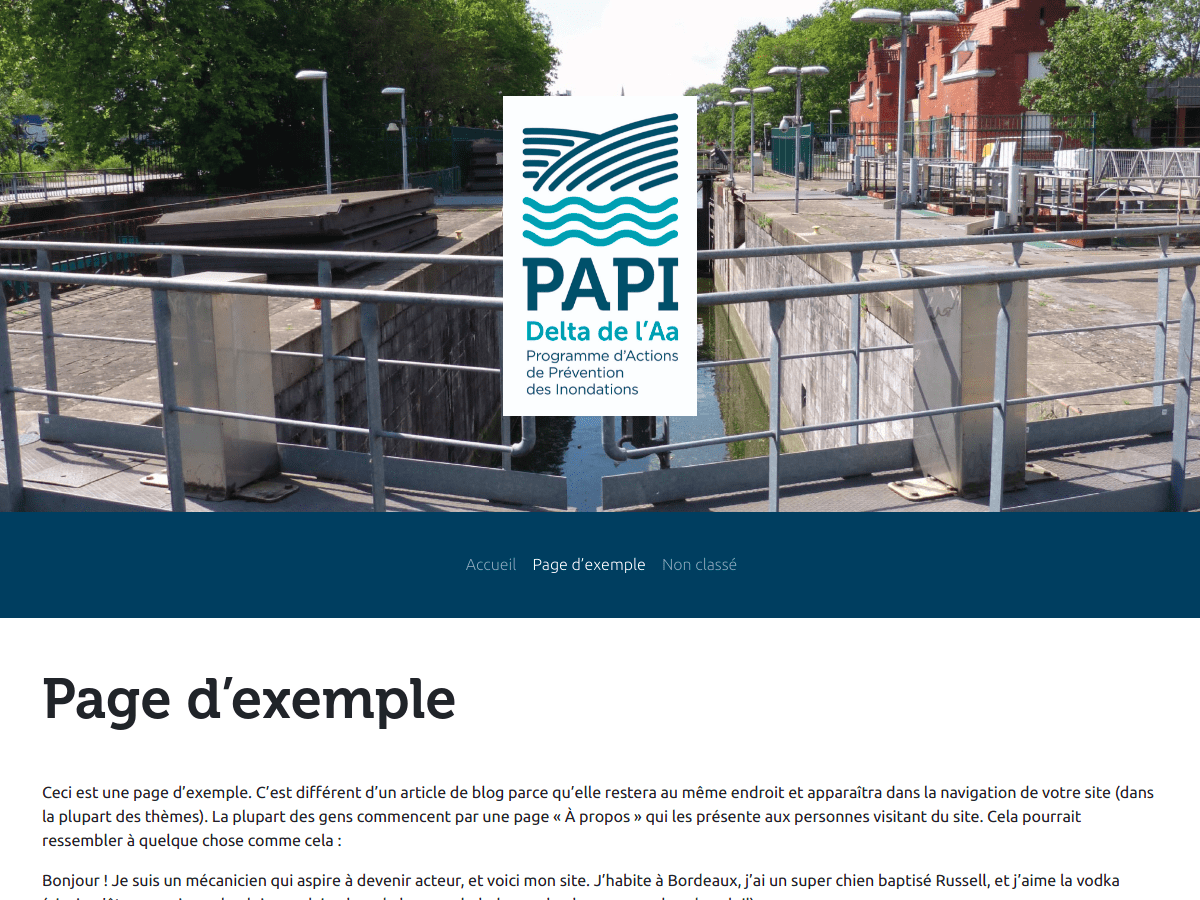 PAPI
Delta de l’Aa
Programme d’Actions
de Prévention
des Inondations
Accueil Page d’exemple Non classé
Page d’exemple
Ceci est une page d’exemple. C’est différent d’un article de blog parce qu’elle restera au même endroit et apparaîtra dans la navigation de votre site (dans
la plupart des thèmes). La plupart des gens commencent par une page « À propos » qui les présente aux personnes visitant du site. Cela pourrait
ressembler à quelque chose comme cela :
Bonjour ! Je suis un mécanicien qui aspire à devenir acteur, et voici mon site. J’habite à Bordeaux, j’ai un super chien baptisé Russell, et j’aime la vodka